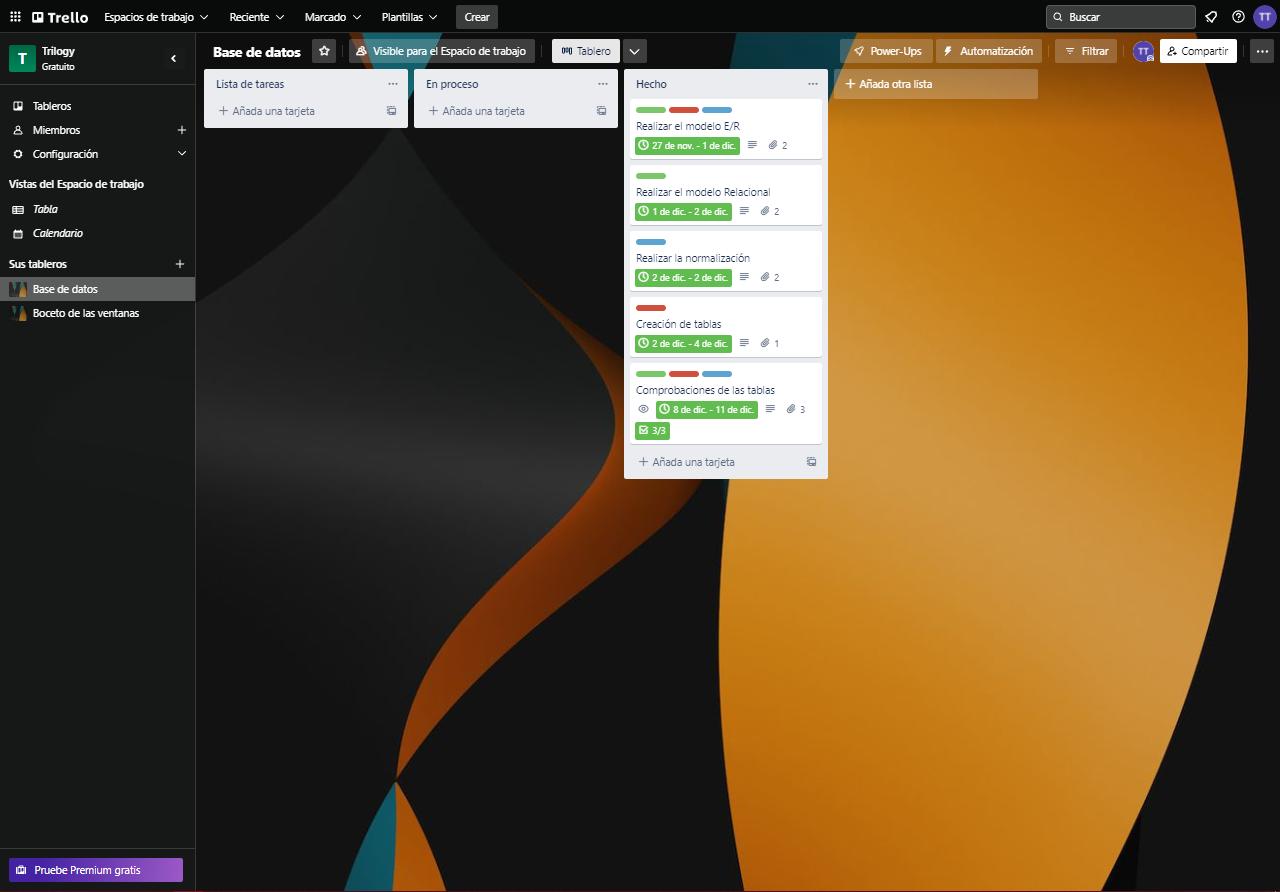 Trello
Espacios de trabajo
Reciente
Marcado
Plantillas
Crear
Buscar
TT
T
Trilogy
Gratuito
Base de datos
Visible para el Espacio de trabajo
Tablero
Power-Ups
Automatización
Filtrar
TT
Compartir
Tableros
Miembros
Configuración
Vistas del Espacio de trabajo
Tabla
Calendario
Sus tableros
Base de datos
Boceto de las ventanas
Pruebe Premium gratis
Lista de tareas
Añada una tarjeta
En proceso
Añada una tarjeta
Hecho
Realizar el modelo E/R
27 de nov. - 1 de dic. 2
Realizar el modelo Relacional
1 de dic. - 2 de dic. 2
Realizar la normalización
2 de dic. - 2 de dic. 2
Creación de tablas
2 de dic. - 4 de dic. 1
Comprobaciones de las tablas
8 de dic. - 11 de dic. 3
3/3
Añada una tarjeta
Añada otra lista